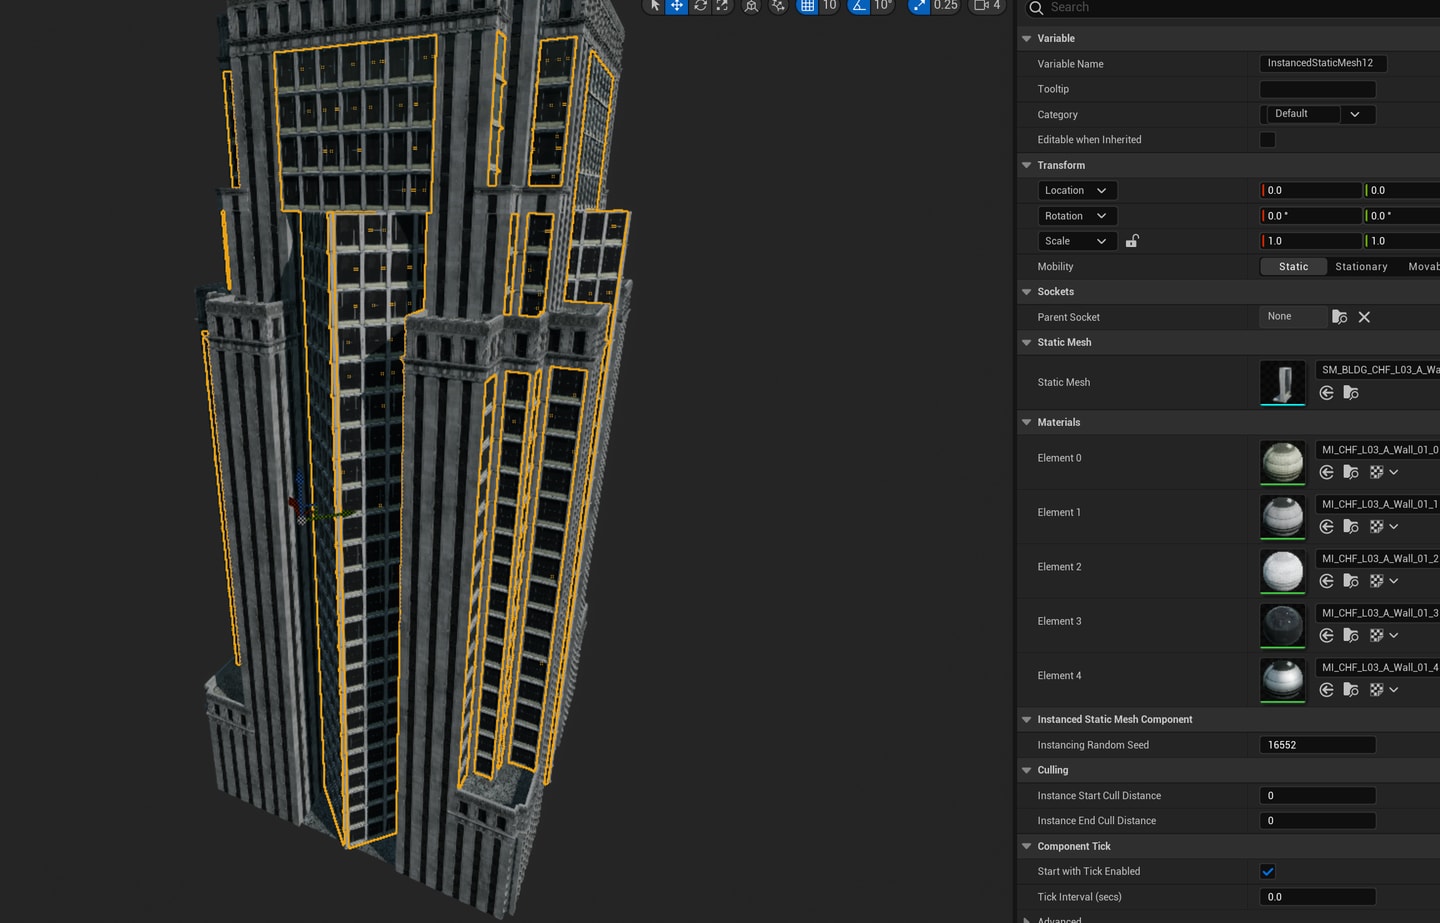 10
10°
0.25
4
Search
Variable
Variable Name
InstancedStaticMesh12
Tooltip
Category
Default
Editable when Inherited
Transform
Location
0.0
0.0
Rotation
0.0 °
0.0 °
Scale
1.0
1.0
Mobility
Static
Stationary
Movab
Sockets
Parent Socket
None
Static Mesh
Static Mesh
SM_BLDG_CHF_L03_A_Wa
Materials
Element 0
MI_CHF_L03_A_Wall_01_0
Element 1
MI_CHF_L03_A_Wall_01_1
Element 2
MI_CHF_L03_A_Wall_01_2
Element 3
MI_CHF_L03_A_Wall_01_3
Element 4
MI_CHF_L03_A_Wall_01_4
Instanced Static Mesh Component
Instancing Random Seed
16552
Culling
Instance Start Cull Distance
0
Instance End Cull Distance
0
Component Tick
Start with Tick Enabled
Tick Interval (secs)
0.0
Advanced